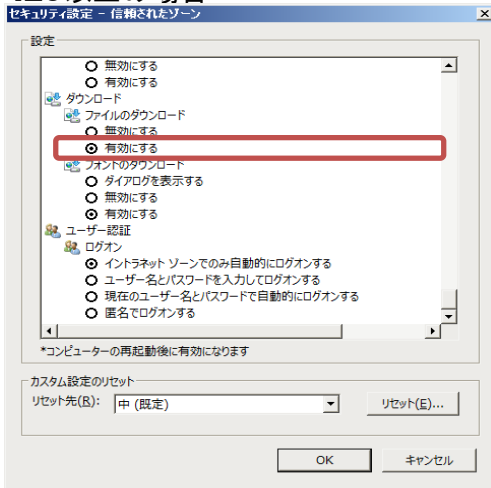 セキュリティ設定 - 信頼されたゾーン
設定
無効にする
有効にする
ダウンロード
ファイルのダウンロード
無効にする
有効にする
フォントのダウンロード
ダイアログを表示する
無効にする
有効にする
ユーザー認証
ログオン
イントラネット ゾーンでのみ自動的にログオンする
ユーザー名とパスワードを入力してログオンする
現在のユーザー名とパスワードで自動的にログオンする
匿名でログオンする
*コンピューターの再起動後に有効になります
カスタム設定のリセット
リセット先(R): 中 (既定) リセット(E)...
OK キャンセル